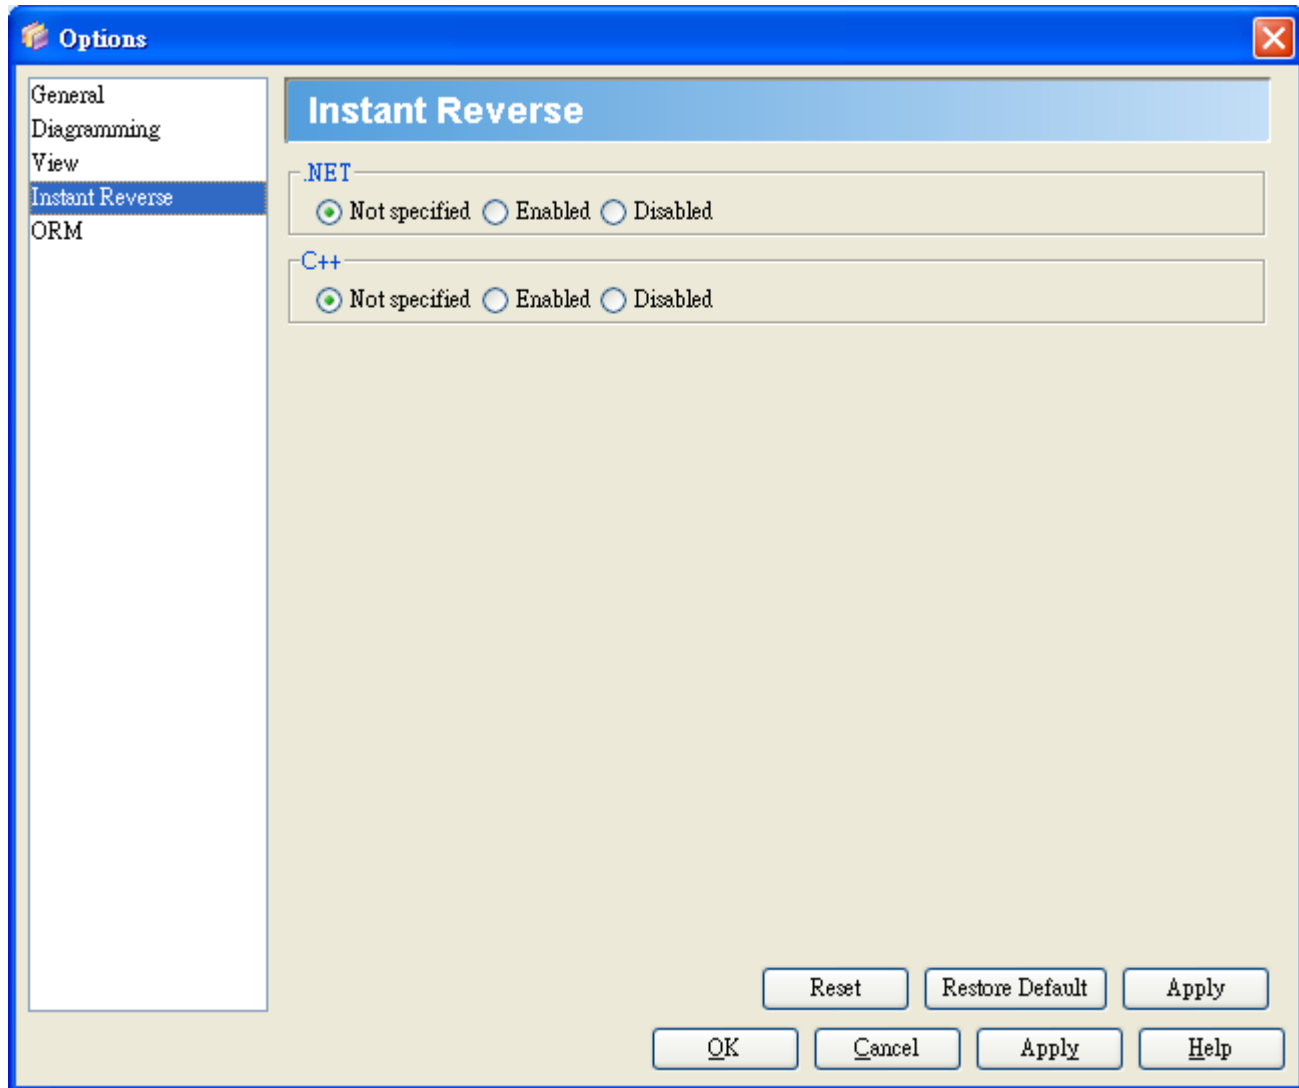 Options
General
Diagramming
View
Instant Reverse
ORM
Instant Reverse
.NET
Not specified Enabled Disabled
C++
Not specified Enabled Disabled
Reset Restore Default Apply
OK Cancel Apply Help